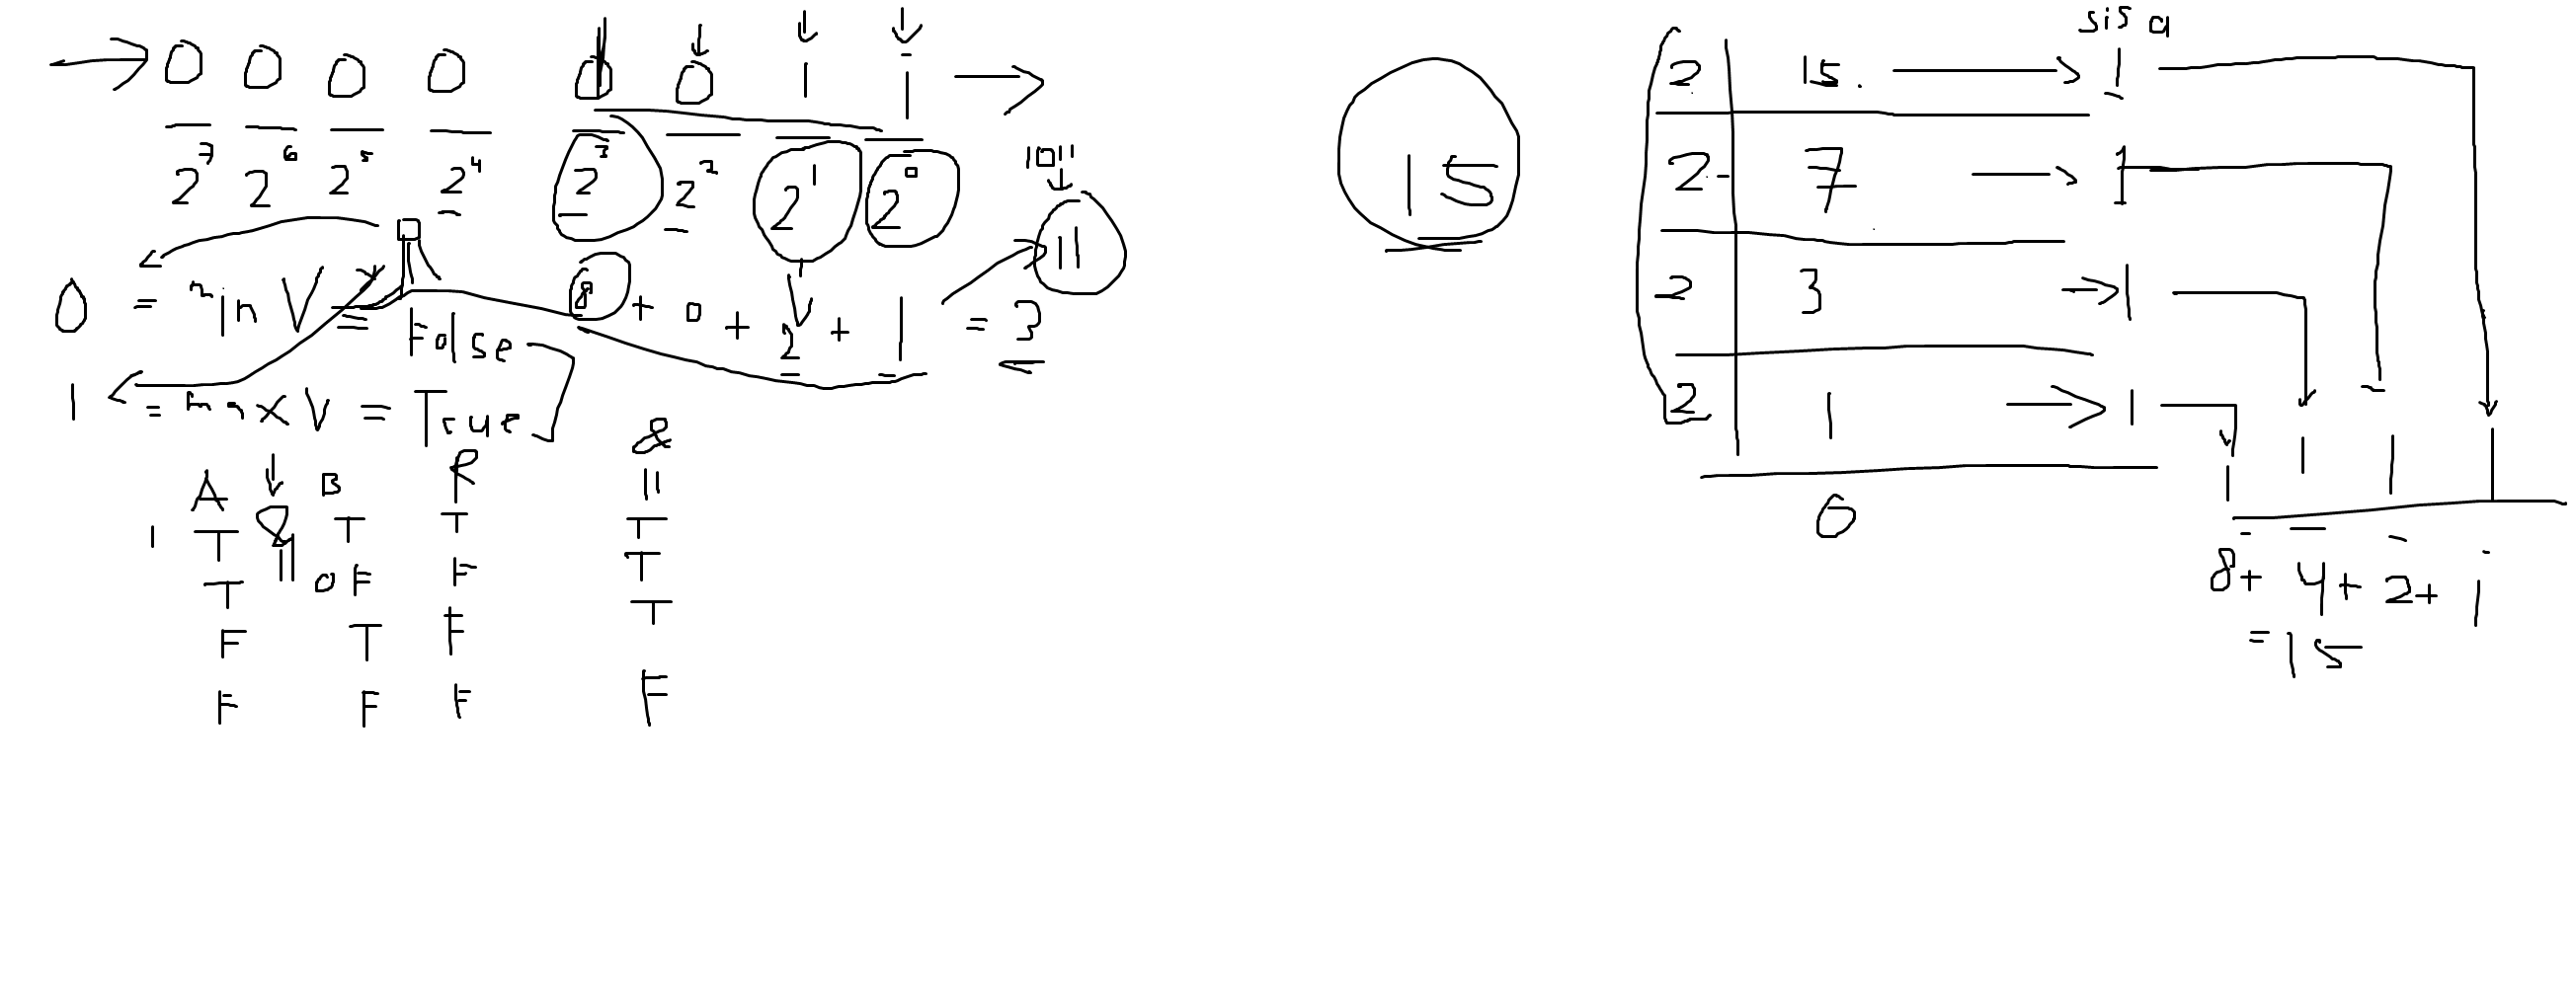 0 0 0 0 0 0 1 1
2^7 2^6 2^5 2^4 2^3 2^2 2^1 2^0
1011
11
0 = min V = False
8 + 0 + 2 + 1 = 3
1 = max V = True
A & B R &
|| ||
1 T T T T
T 0F F T
F T F T
F F F F
15
sisa
2 15. 1
2 7 1
2 3 1
2 1 1
0
1 1 1 1
8+ 4+ 2+ 1
=15